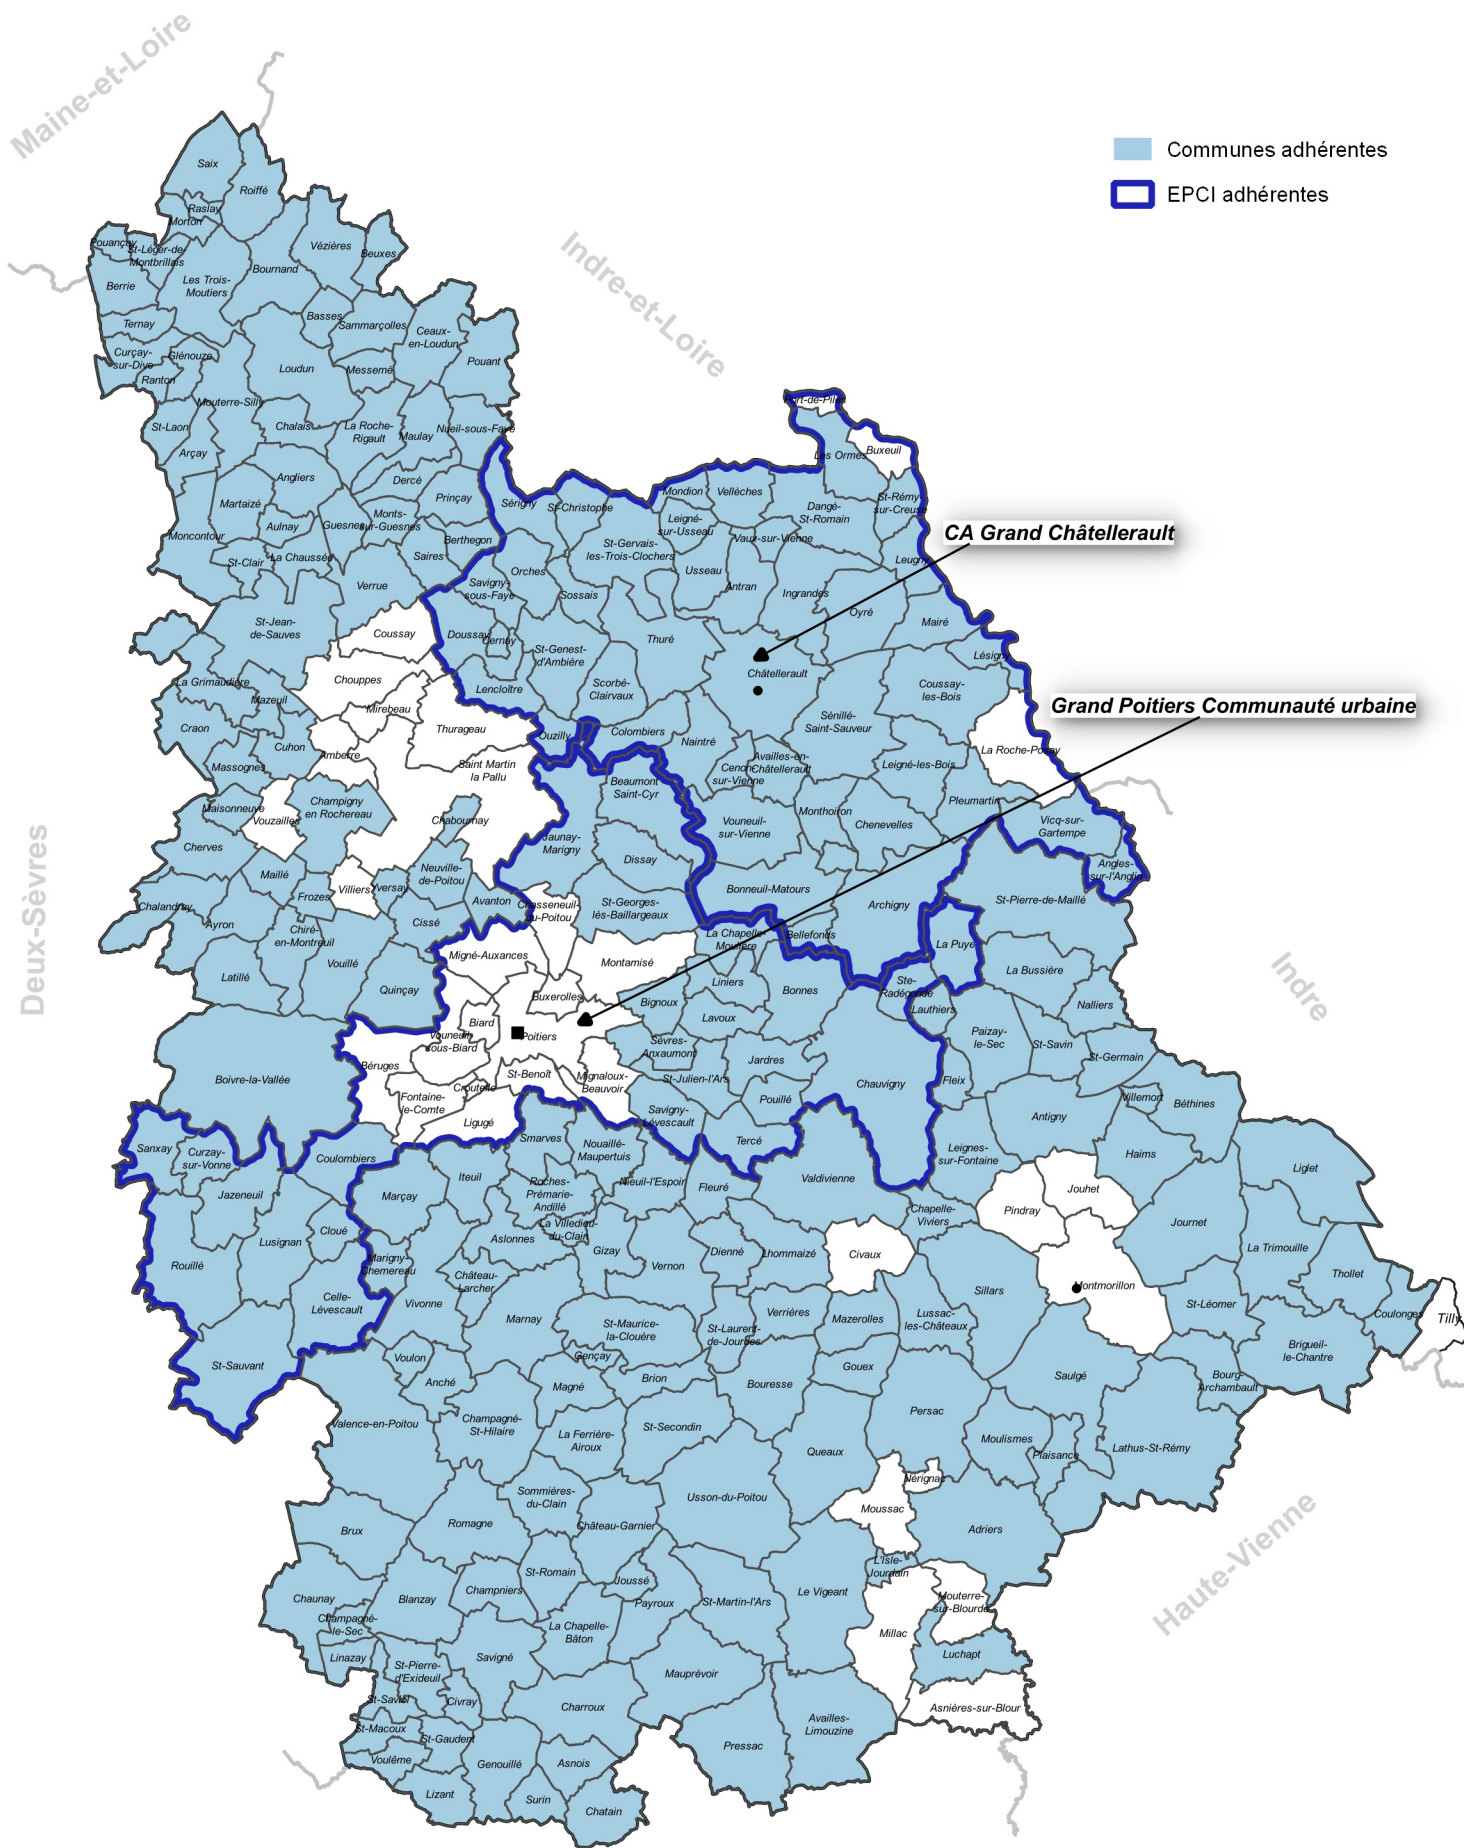 Maine-et-Loire
Indre-et-Loire
Deux-Sèvres
Indre
Haute-Vienne
Communes adhérentes
EPCI adhérentes
CA Grand Châtellerault
Grand Poitiers Communauté urbaine
Saix
Roiffé
Raslay
Morton
Pouançay
St-Léger-de-
Montbrillais
Vézières
Beuxes
Bournand
Berrie
Les Trois-
Moutiers
Ternay
Basses
Sammarçolles
Ceaux-
en-Loudun
Curçay-
sur-Dive
Glénouze
Ranton
Loudun
Messemé
Pouant
Mouterre-Silly
St-Laon
Chalais
La Roche-
Rigault
Maulay
Nueil-sous-Faye
Arçay
Angliers
Dercé
Prinçay
Martaizé
Aulnay
Guesnes
Monts-
sur-Guesnes
Berthegon
Moncontour
St-Clair
La Chaussée
Saires
Verrue
St-Jean-
de-Sauves
Coussay
Chouppes
La Grimaudière
Mazeuil
Mirebeau
Thurageau
Craon
Cuhon
Amberre
Saint Martin
la Pallu
Massognes
Maisonneuve
Vouzailles
Champigny
en Rochereau
Chabournay
Cherves
Maillé
Villiers
Yversay
Neuville-
de-Poitou
Avanton
Frozes
Chalandray
Ayron
Chiré-
en-Montreuil
Cissé
Vouillé
Latillé
Quinçay
Boivre-la-Vallée
Port-de-Piles
Les Ormes
Buxeuil
Sérigny
St-Christophe
Mondion
Vellèches
Dangé-
St-Romain
St-Rémy-
sur-Creuse
Leigné-
sur-Usseau
Vaux-sur-Vienne
St-Gervais-
les-Trois-Clochers
Leugny
Usseau
Antran
Ingrandes
Oyré
Orches
Savigny-
sous-Faye
Sossais
Mairé
Doussay
Cernay
St-Genest-
d'Ambière
Thuré
Lésigny
Châtellerault
Lencloître
Scorbé-
Clairvaux
Coussay-
les-Bois
Sénillé-
Saint-Sauveur
Ouzilly
Colombiers
Naintré
Cenon-
sur-Vienne
Availles-en-
Châtellerault
Leigné-les-Bois
La Roche-Posay
Pleumartin
Vicq-sur-
Gartempe
Angles-
sur-l'Anglin
Monthoiron
Chenevelles
Vouneuil-
sur-Vienne
Bonneuil-Matours
Archigny
Bellefonds
La Puye
Beaumont
Saint-Cyr
Jaunay-
Marigny
Dissay
St-Georges-
lès-Baillargeaux
Chasseneuil-
du-Poitou
Migné-Auxances
Montamisé
La Chapelle-
Moulière
Liniers
Bonnes
Ste-
Radégonde
Lauthiers
Buxerolles
Bignoux
Lavoux
Biard
Vouneuil-
sous-Biard
Poitiers
Sèvres-
Anxaumont
Jardres
Béruges
Croutelle
St-Benoît
Mignaloux-
Beauvoir
St-Julien-l'Ars
Chauvigny
Fontaine-
le-Comte
Ligugé
Pouillé
Savigny-
Lévescault
Tercé
St-Pierre-de-Maillé
La Bussière
Nalliers
Paizay-
le-Sec
St-Savin
St-Germain
Fleix
Villemort
Béthines
Antigny
Leignes-
sur-Fontaine
Haims
Liglet
Pindray
Jouhet
Journet
La Trimouille
Thollet
Montmorillon
Coulonges
Tilly
St-Léomer
Brigueil-
le-Chantre
Bourg-
Archambault
Saulgé
Lathus-St-Rémy
Moulismes
Plaisance
Sanxay
Curzay-
sur-Vonne
Coulombiers
Jazeneuil
Cloué
Lusignan
Rouillé
Celle-
Lévescault
St-Sauvant
Marçay
Iteuil
Smarves
Nouaillé-
Maupertuis
Nieuil-l'Espoir
Fleuré
Valdivienne
Roches-
Prémarie-
Andillé
La Villedieu-
du-Clain
Aslonnes
Gizay
Vernon
Dienné
Lhommaizé
Civaux
Chapelle-
Viviers
Sillars
Marigny-
Chemereau
Vivonne
Château-
Larcher
Marnay
St-Maurice-
la-Clouère
St-Laurent-
de-Jourdes
Verrières
Mazerolles
Lussac-
les-Châteaux
Voulon
Anché
Gençay
Magné
Brion
Bouresse
Gouex
Persac
Valence-en-Poitou
Champagné-
St-Hilaire
La Ferrière-
Airoux
St-Secondin
Queaux
Nérignac
Moussac
Adriers
Sommières-
du-Clain
Usson-du-Poitou
Brux
Romagne
Château-Garnier
L'Isle-
Jourdain
Chaunay
Blanzay
Champniers
St-Romain
Joussé
Payroux
St-Martin-l'Ars
Le Vigeant
Mouterre-
sur-Blourde
Champagné-
le-Sec
La Chapelle-
Bâton
Millac
Luchapt
Linazay
St-Pierre-
d'Exideuil
Savigné
Mauprévoir
Asnières-sur-Blour
St-Saviol
Civray
Charroux
Availles-
Limouzine
St-Macoux
St-Gaudent
Pressac
Voulême
Genouillé
Asnois
Lizant
Surin
Chatain